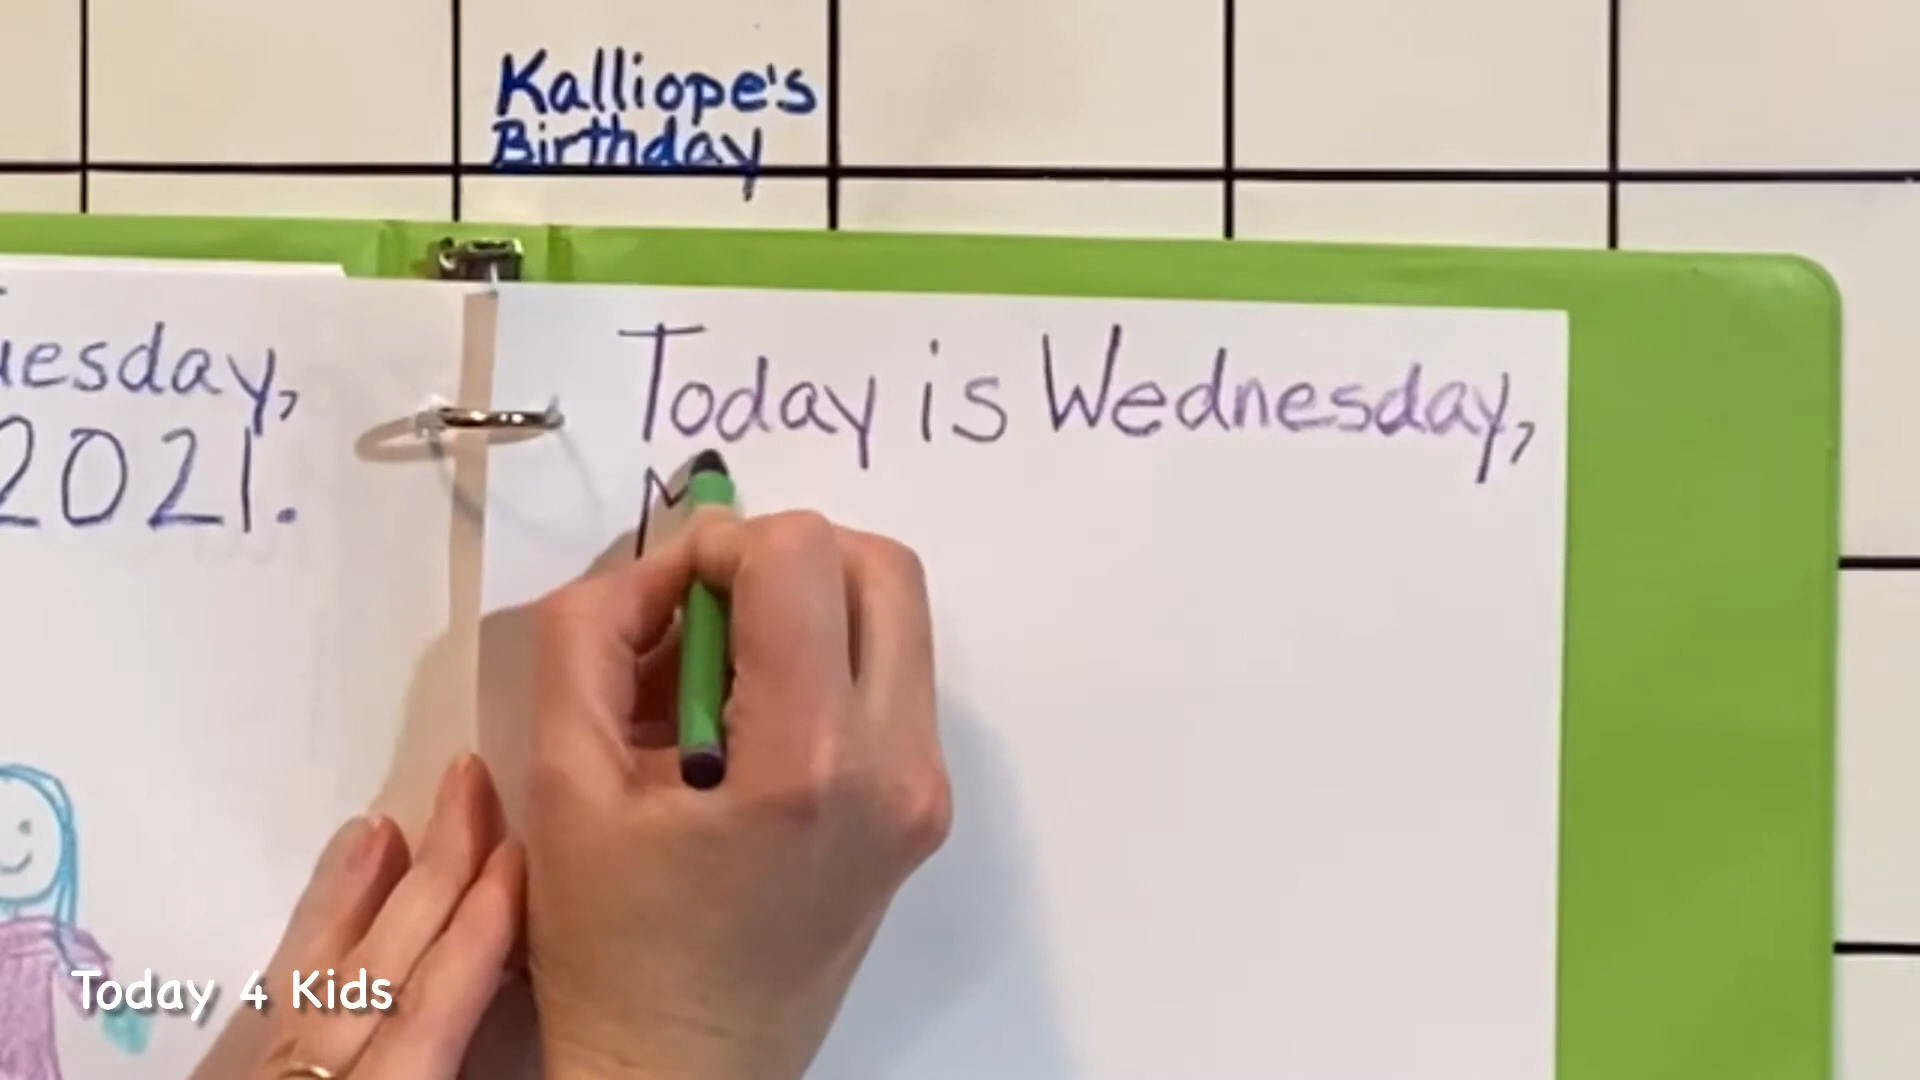 Kalliope's
Birthday
uesday,
2021.
Today is Wednesday,
M
Today 4 Kids